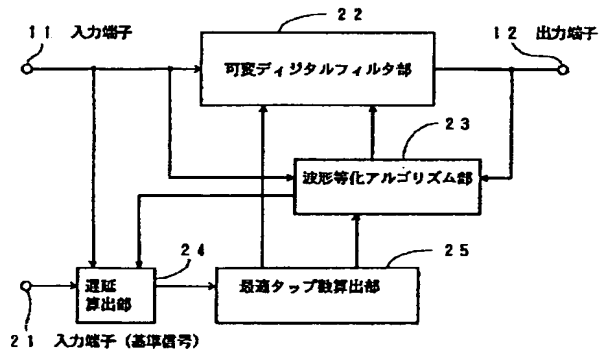 22
11 入力端子
12 出力端子
可変ディジタルフィルタ部
23
波形等化アルゴリズム部
24
25
遅延
算出部
最適タップ数算出部
21 入力端子(基準信号)